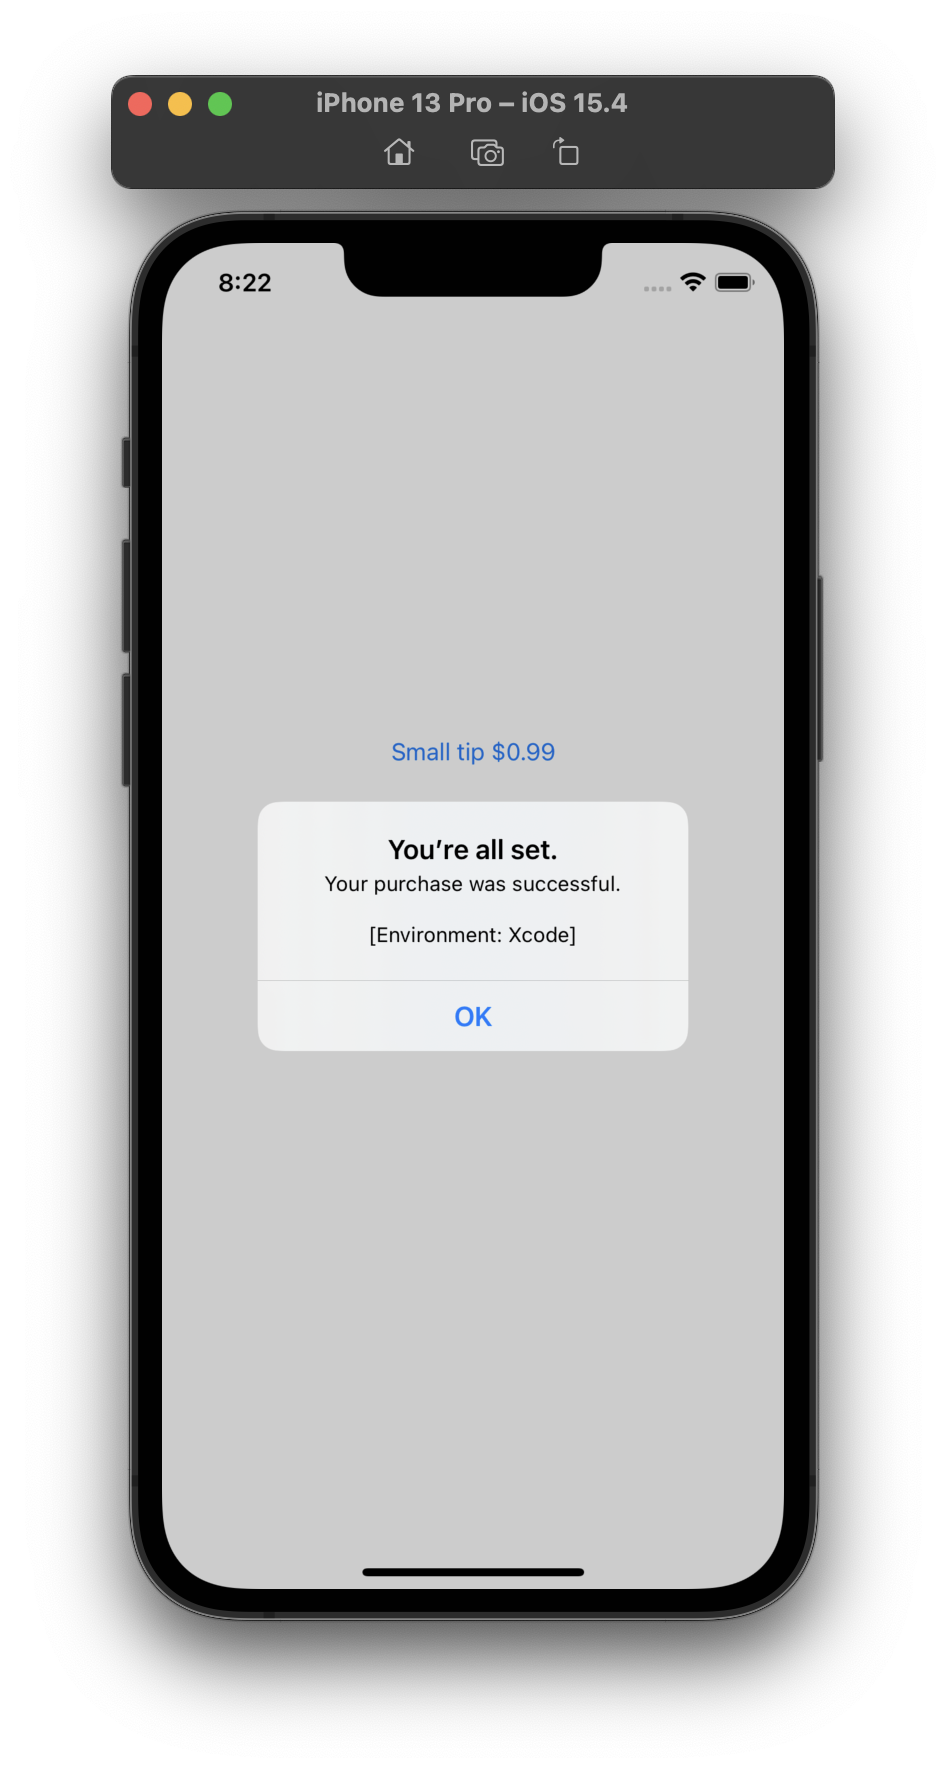 iPhone 13 Pro – iOS 15.4
8:22
Small tip $0.99
You’re all set.
Your purchase was successful.
[Environment: Xcode]
OK